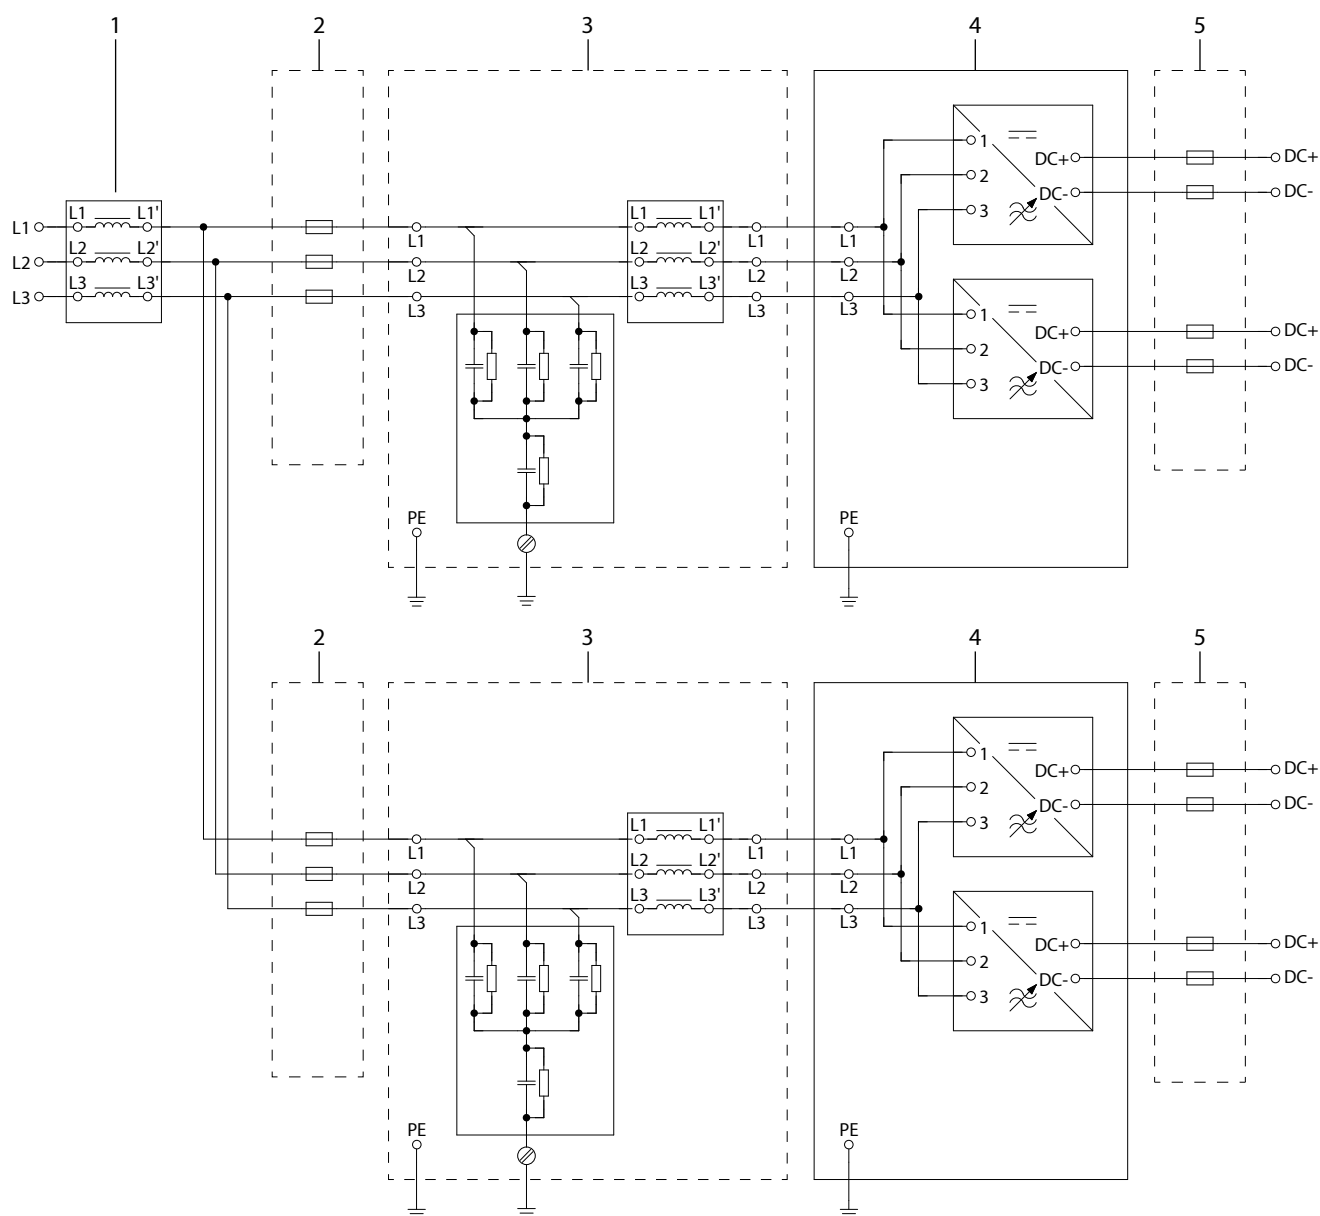 1 2 3 4 5
1 DC+ DC+
2 DC- DC-
3
L1 L1 L1' L1 L1' L1 L1 L1
L2 L2 L2' L2 L2' L2 L2 L2
L3 L3 L3' L3 L3' L3 L3 L3
1 DC+ DC+
2 DC- DC-
3
PE PE
2 3 4 5
1 DC+ DC+
2 DC- DC-
3
L1 L1' L1 L1 L1
L2 L2' L2 L2 L2
L3 L3' L3 L3 L3
1 DC+ DC+
2 DC- DC-
3
PE PE